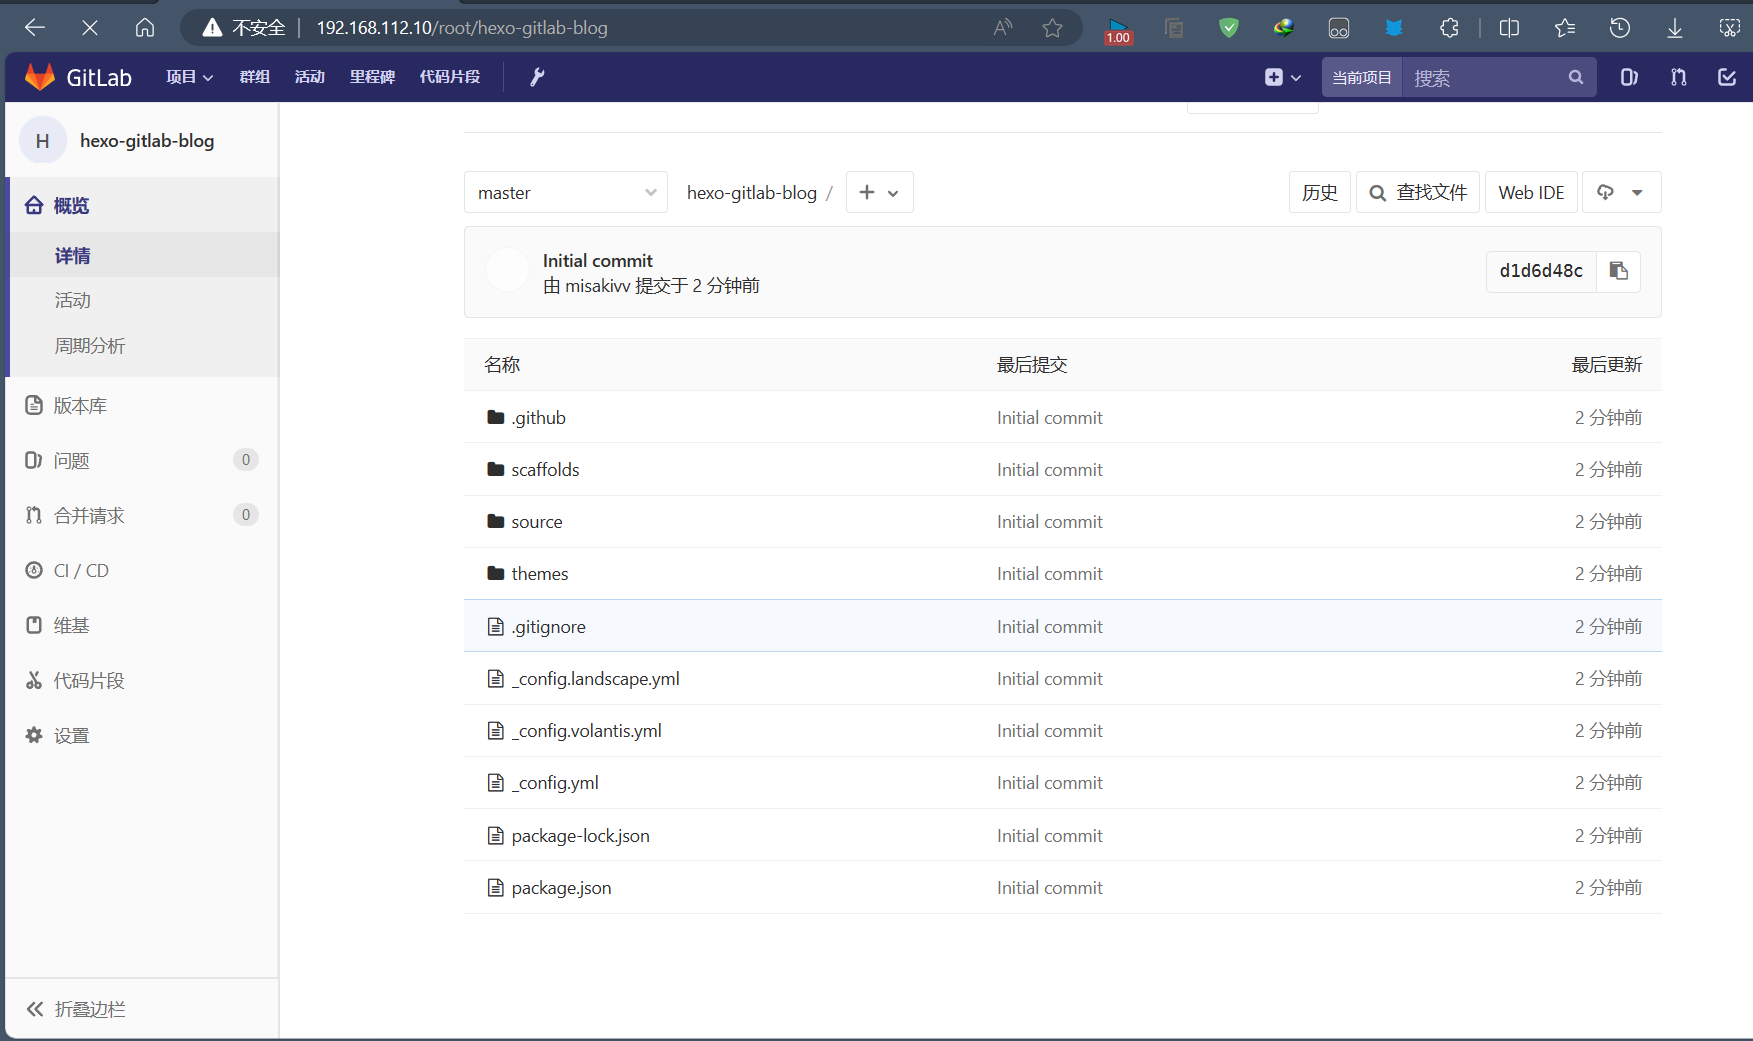 不安全
192.168.112.10/root/hexo-gitlab-blog
1.00
GitLab
项目
群组
活动
里程碑
代码片段
当前项目
搜索
H
hexo-gitlab-blog
概览
详情
活动
周期分析
版本库
问题
0
合并请求
0
CI / CD
维基
代码片段
设置
折叠边栏
master
hexo-gitlab-blog /
历史
查找文件
Web IDE
Initial commit
由 misakivv 提交于 2 分钟前
d1d6d48c
名称 最后提交 最后更新
.github Initial commit 2 分钟前
scaffolds Initial commit 2 分钟前
source Initial commit 2 分钟前
themes Initial commit 2 分钟前
.gitignore Initial commit 2 分钟前
_config.landscape.yml Initial commit 2 分钟前
_config.volantis.yml Initial commit 2 分钟前
_config.yml Initial commit 2 分钟前
package-lock.json Initial commit 2 分钟前
package.json Initial commit 2 分钟前